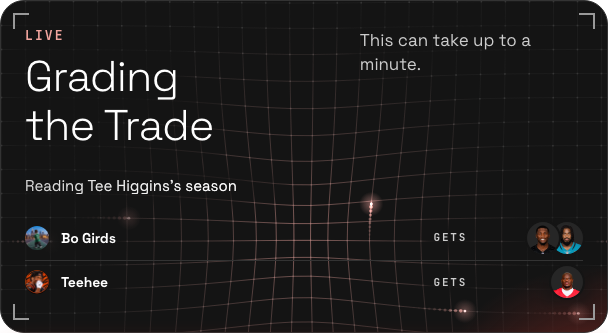 LIVE
Grading
the Trade
This can take up to a
minute.
Reading Tee Higgins's season
Bo Girds
GETS
Teehee
GETS